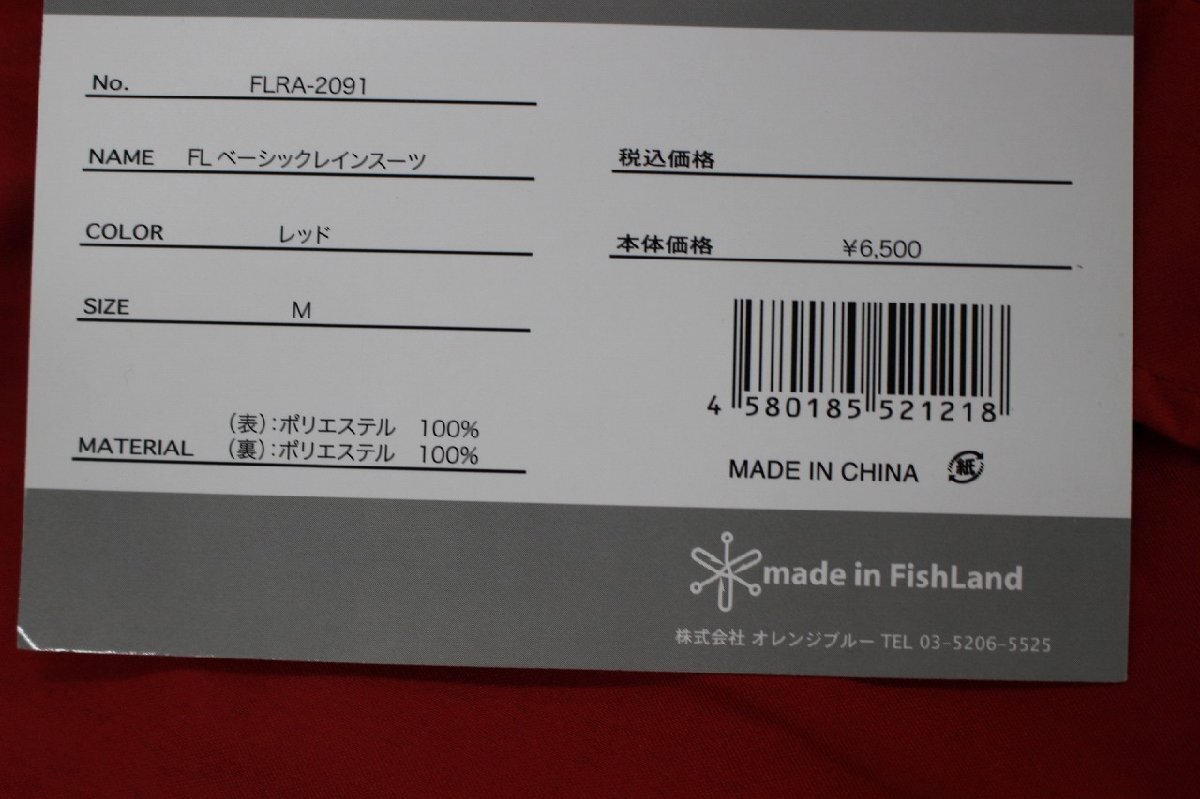 No. FLRA-2091
NAME FL ベーシックレインスーツ
COLOR レッド
SIZE M
(表):ポリエステル 100%
MATERIAL (裏):ポリエステル 100%
税込価格
本体価格 ¥6,500
4 580185 521218
MADE IN CHINA 紙
made in FishLand
株式会社 オレンジブルー TEL 03-5206-5525